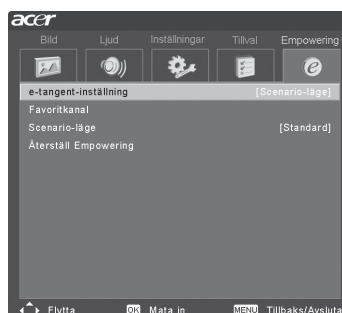 acer
Bild Ljud Inställningar Tillval Empowering
e-tangent-inställning [Scenario-läge]
Favoritkanal
Scenario-läge [Standard]
Återställ Empowering
Flytta OK Mata in MENU Tillbaks/Avsluta